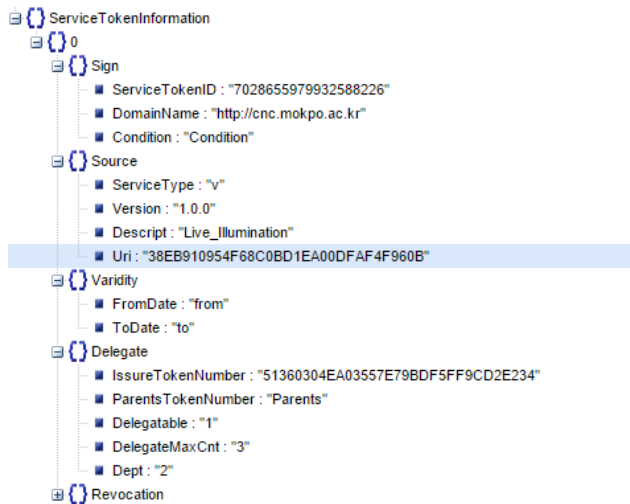 ServiceTokenInformation
0
Sign
ServiceTokenID : "7028655979932588226"
DomainName : "http://cnc.mokpo.ac.kr"
Condition : "Condition"
Source
ServiceType : "v"
Version : "1.0.0"
Descript : "Live_Illumination"
Uri : "38EB910954F68C0BD1EA00DFAF4F960B"
Varidity
FromDate : "from"
ToDate : "to"
Delegate
IssureTokenNumber : "51360304EA03557E79BDF5FF9CD2E234"
ParentsTokenNumber : "Parents"
Delegatable : "1"
DelegateMaxCnt : "3"
Dept : "2"
Revocation